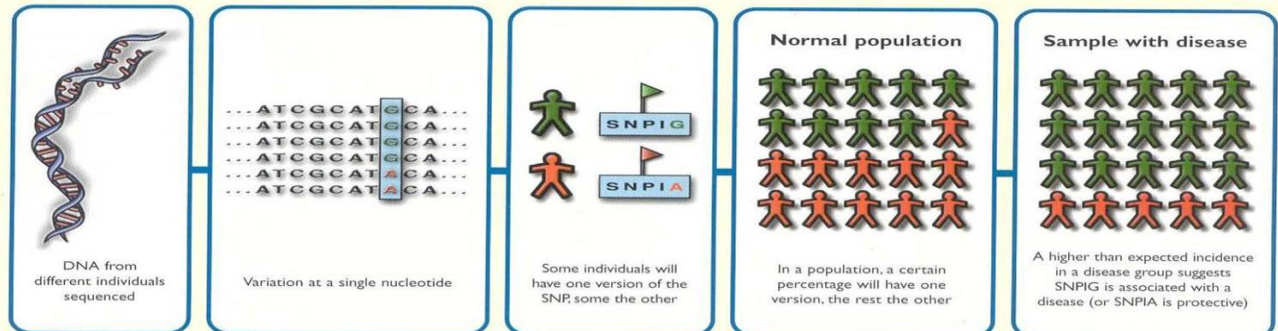 DNA from
different individuals
sequenced
...ATCGCATGCA...
...ATCGCATGCA...
...ATCGCATGCA...
...ATCGCATGCA...
...ATCGCATACA...
...ATCGCATACA...
Variation at a single nucleotide
SNPIG
SNPIA
Some individuals will
have one version of the
SNP, some the other
Normal population
In a population, a certain
percentage will have one
version, the rest the other
Sample with disease
A higher than expected incidence
in a disease group suggests
SNPIG is associated with a
disease (or SNPIA is protective)